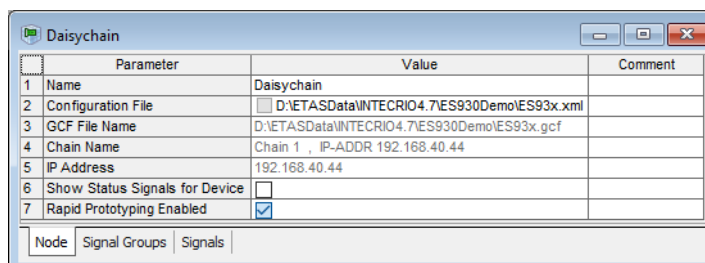 Daisychain
Parameter Value Comment
1 Name Daisychain
2 Configuration File D:\ETASData\INTECRIO4.7\ES930Demo\ES93x.xml
3 GCF File Name D:\ETASData\INTECRIO4.7\ES930Demo\ES93x.gcf
4 Chain Name Chain 1 , IP-ADDR 192.168.40.44
5 IP Address 192.168.40.44
6 Show Status Signals for Device
7 Rapid Prototyping Enabled
Node Signal Groups Signals